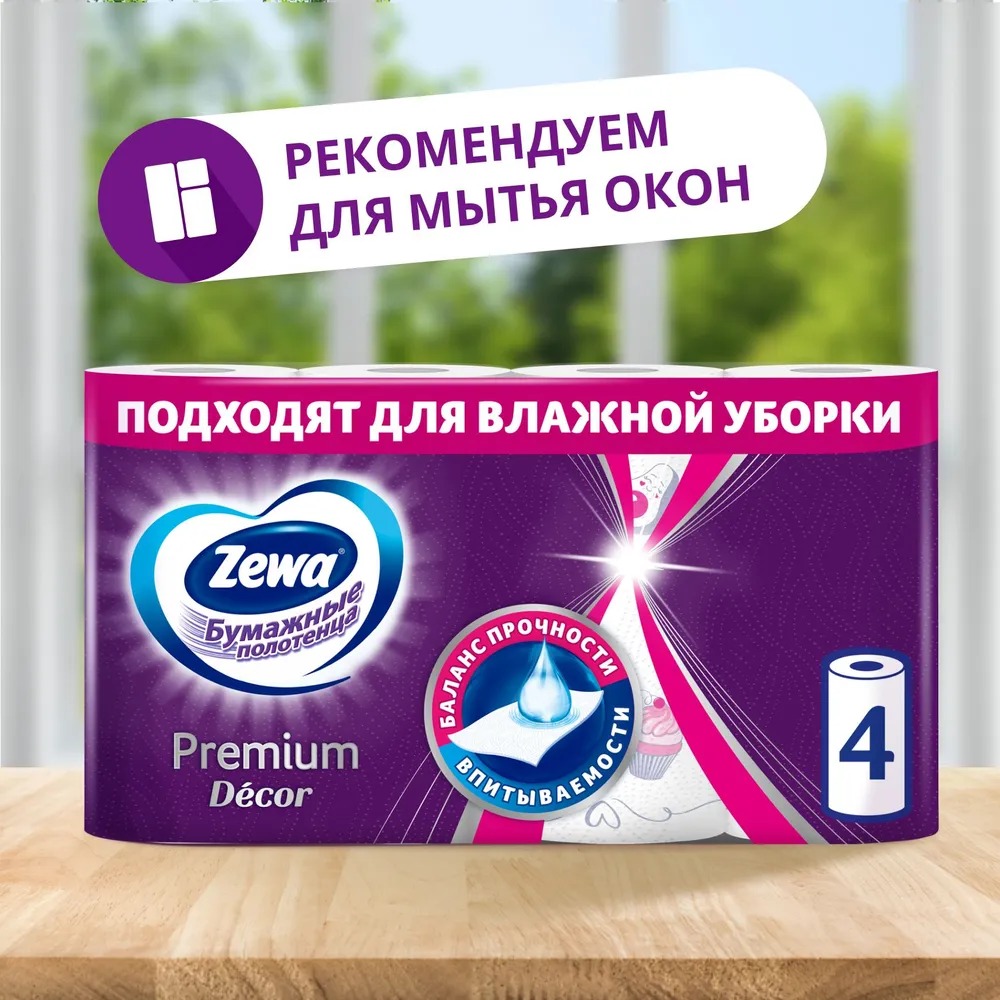 РЕКОМЕНДУЕМ
ДЛЯ МЫТЬЯ ОКОН
ПОДХОДЯТ ДЛЯ ВЛАЖНОЙ УБОРКИ
Zewa®
Бумажные
полотенца
Premium
Décor
БАЛАНС ПРОЧНОСТИ
ВПИТЫВАЕМОСТИ
4